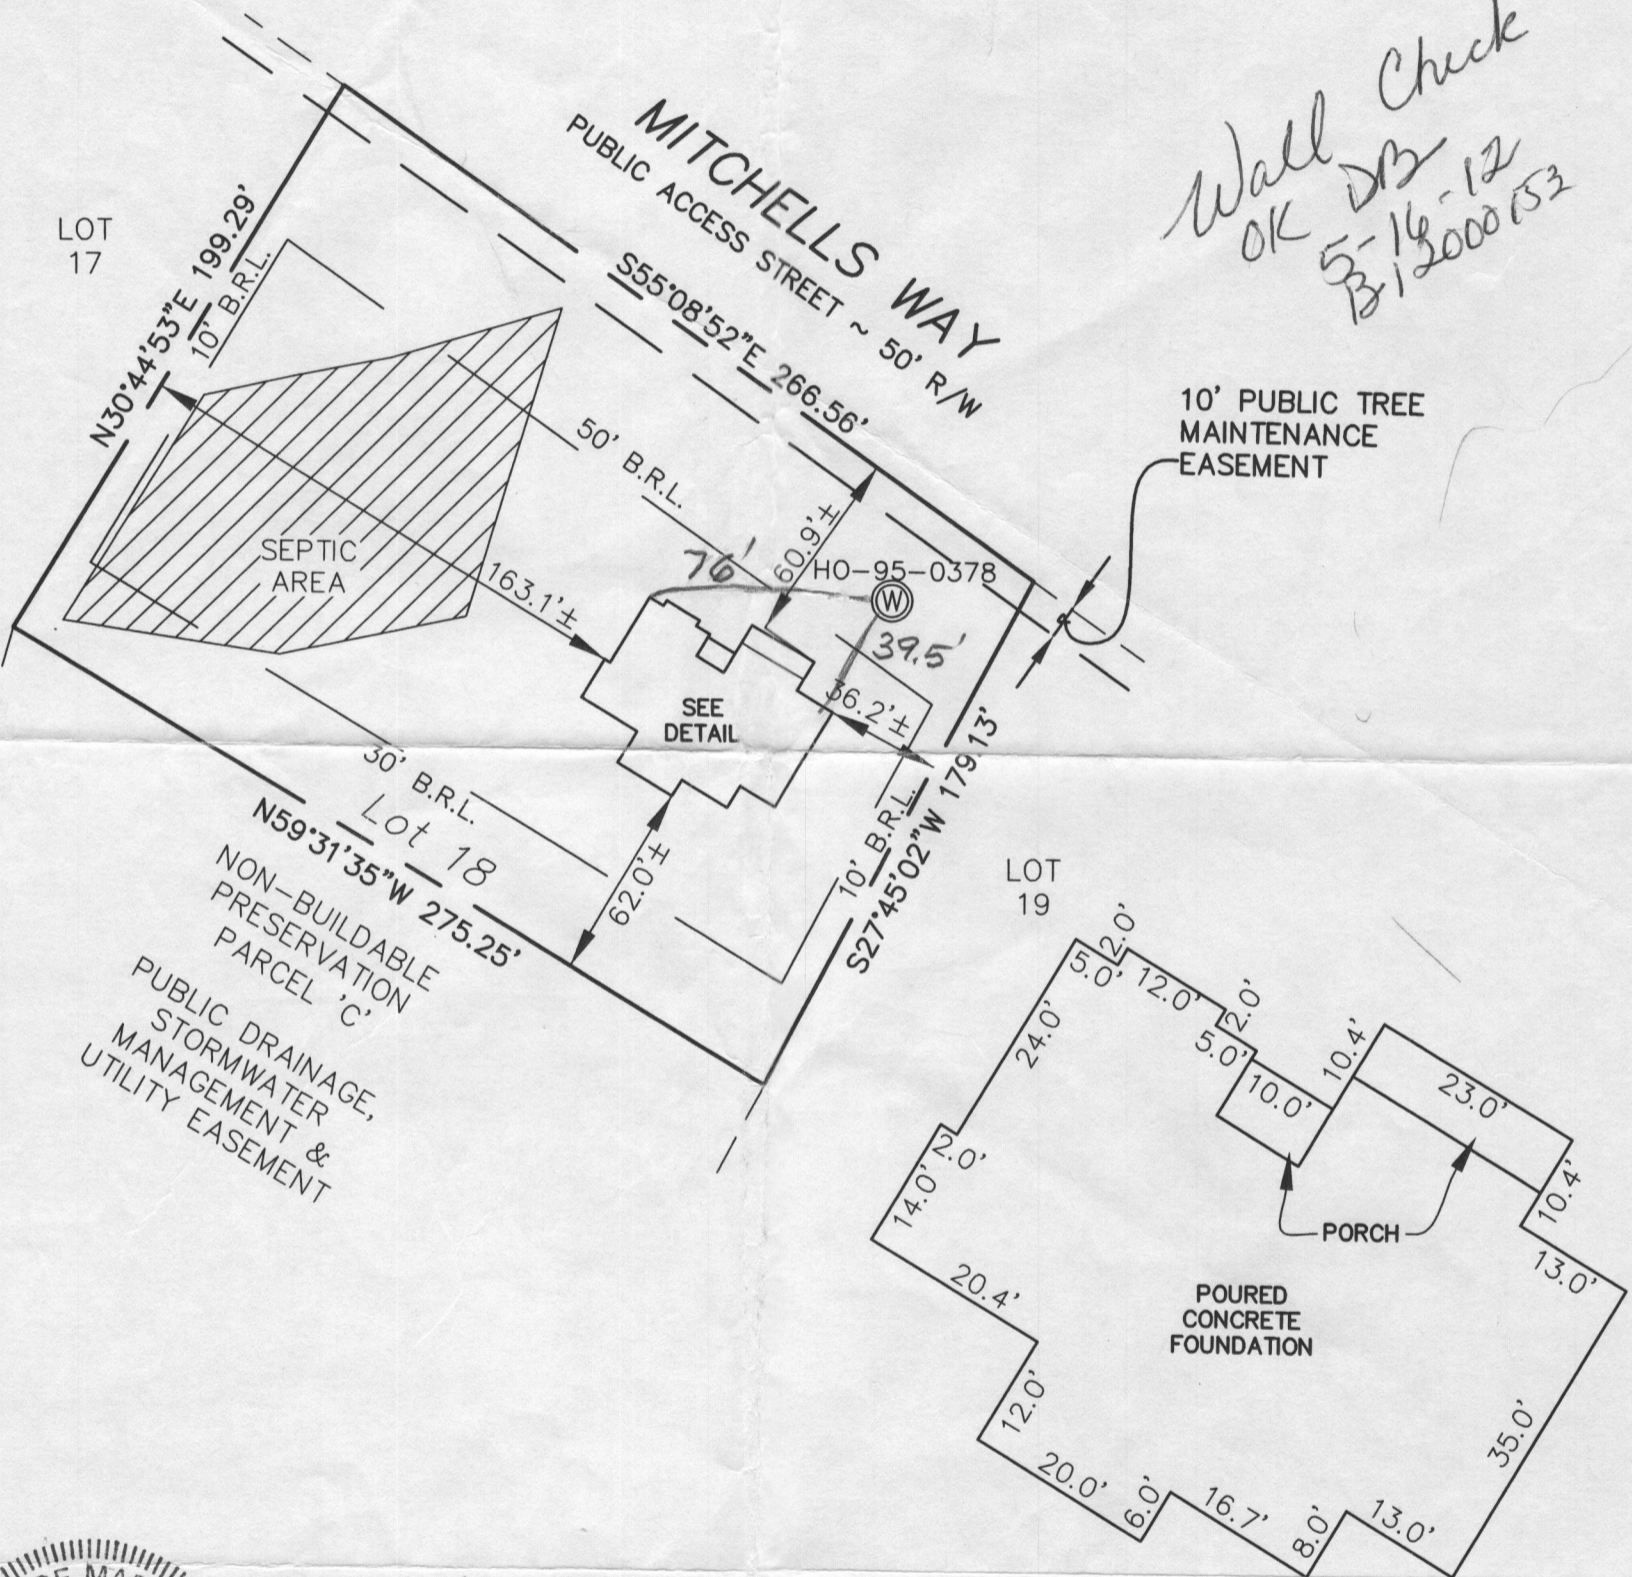 Wall Check
OK DB
5-16-12
B12000153
MITCHELLS WAY
PUBLIC ACCESS STREET ~ 50' R/W
S55°08'52"E 266.56'
LOT
17
N30°44'53"E 199.29'
10' B.R.L.
50' B.R.L.
10' PUBLIC TREE
MAINTENANCE
EASEMENT
SEPTIC
AREA
163.1'±
76'
60.9'±
HO-95-0378
W
39.5'
36.2'±
SEE
DETAIL
30' B.R.L.
Lot 18
N59°31'35"W 275.25'
62.0'±
10' B.R.L.
S27°45'02"W 179.13'
NON-BUILDABLE
PRESERVATION
PARCEL 'C'
PUBLIC DRAINAGE,
STORMWATER
MANAGEMENT &
UTILITY EASEMENT
LOT
19
5.0'
2.0'
12.0'
2.0'
5.0'
10.0'
10.4'
23.0'
10.4'
13.0'
24.0'
2.0'
14.0'
20.4'
12.0'
20.0'
6.0'
16.7'
8.0'
13.0'
35.0'
PORCH
POURED
CONCRETE
FOUNDATION